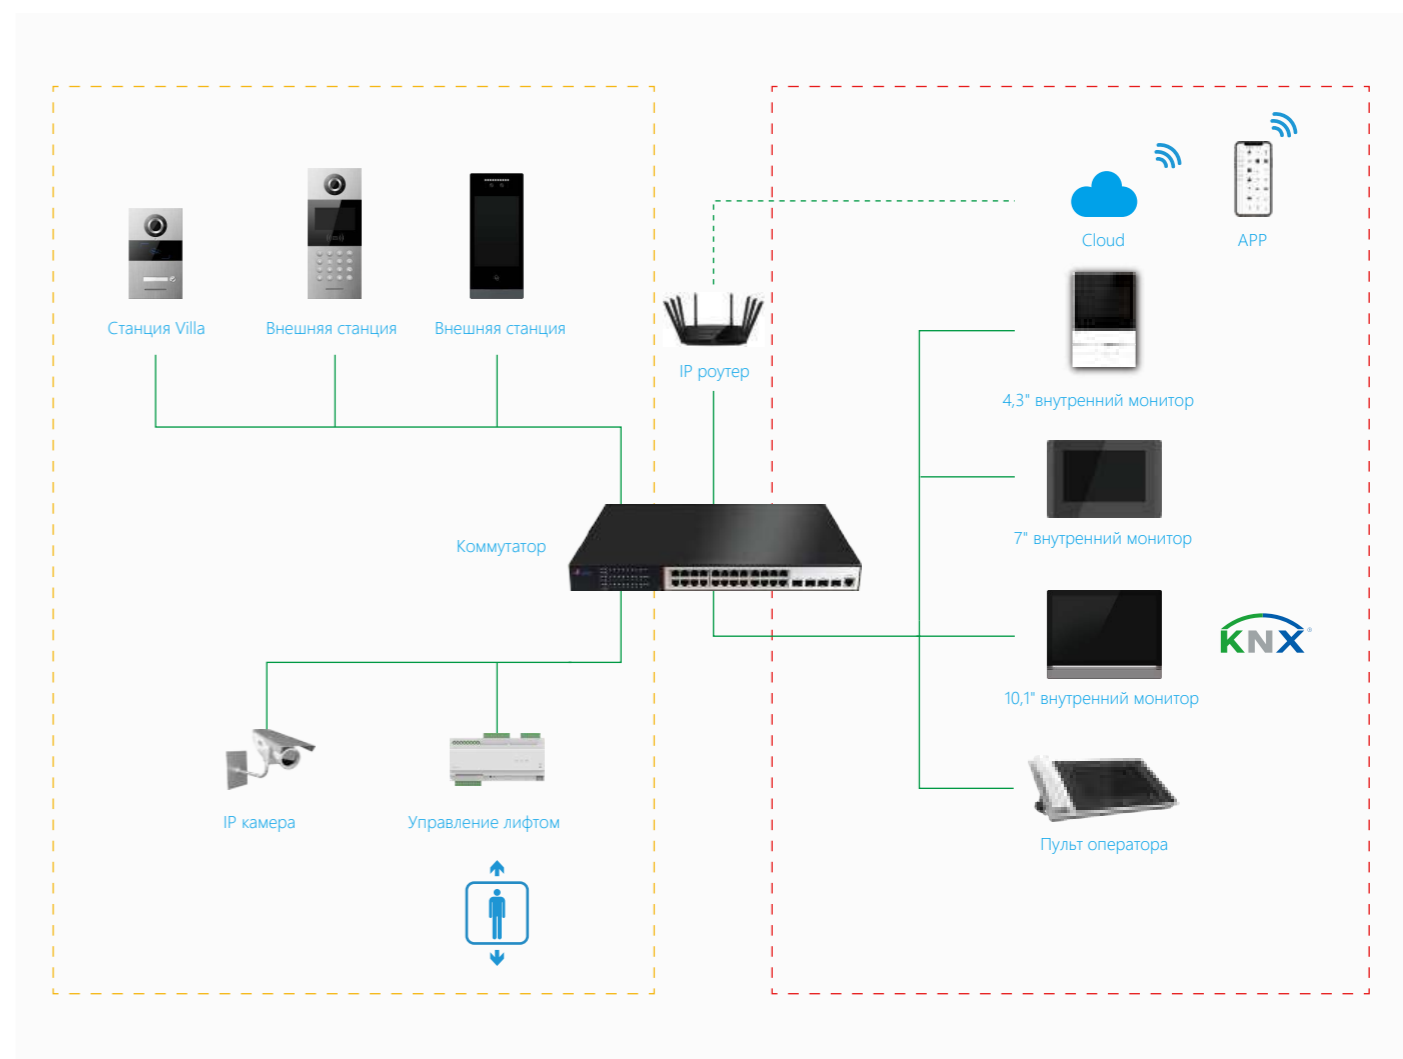 Cloud
APP
Станция Villa
Внешняя станция
Внешняя станция
IP роутер
4,3" внутренний монитор
7" внутренний монитор
Коммутатор
KNX®
10,1" внутренний монитор
IP камера
Управление лифтом
Пульт оператора